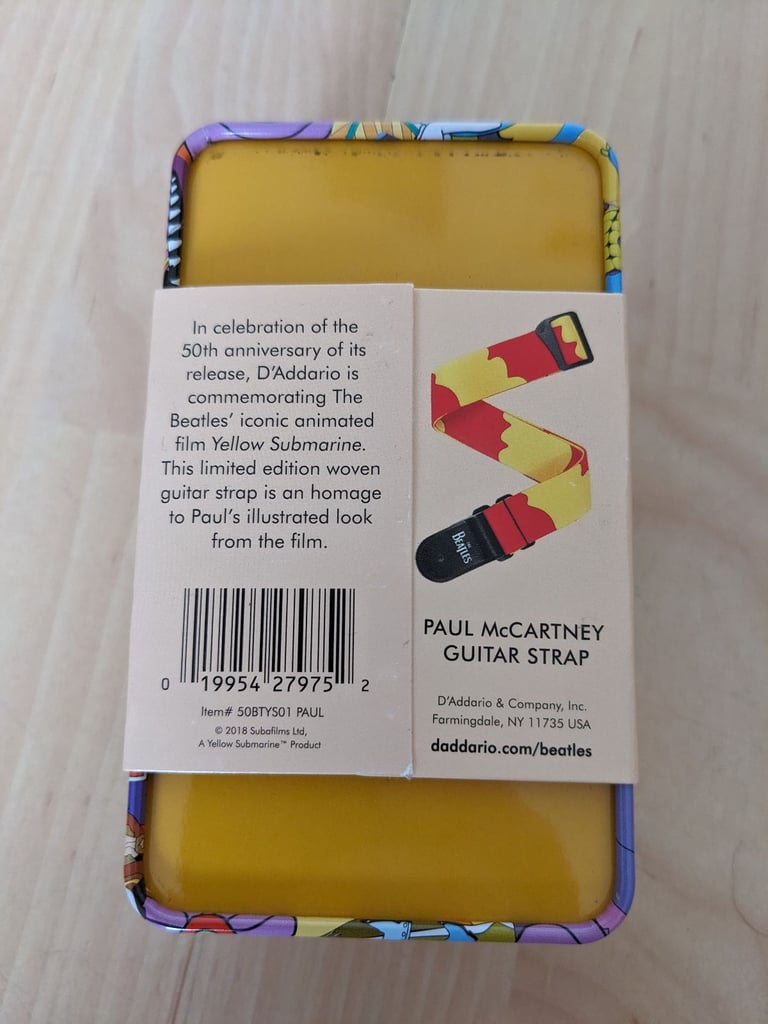 In celebration of the
50th anniversary of its
release, D'Addario is
commemorating The
Beatles' iconic animated
film Yellow Submarine.
This limited edition woven
guitar strap is an homage
to Paul's illustrated look
from the film.
0 19954 27975 2
Item# 50BTYS01 PAUL
© 2018 Subafilms Ltd,
A Yellow Submarine™ Product
THE
BEATLES
PAUL McCARTNEY
GUITAR STRAP
D'Addario & Company, Inc.
Farmingdale, NY 11735 USA
daddario.com/beatles